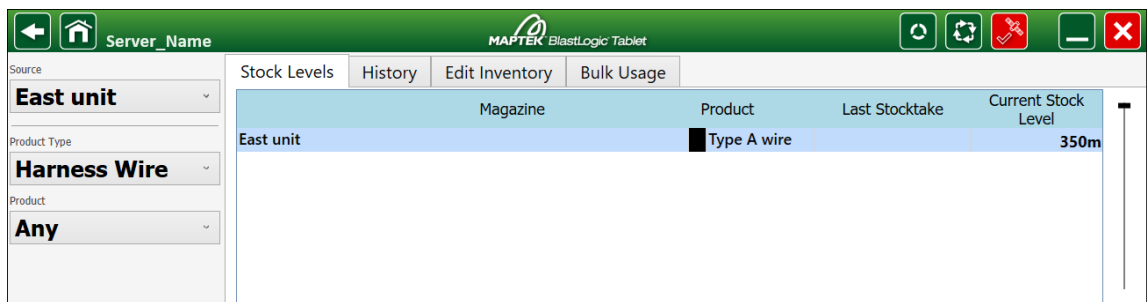 Server_Name
MAPTEK BlastLogic Tablet
Source
East unit
Product Type
Harness Wire
Product
Any
Stock Levels History Edit Inventory Bulk Usage
Magazine Product Last Stocktake Current Stock Level
East unit Type A wire 350m